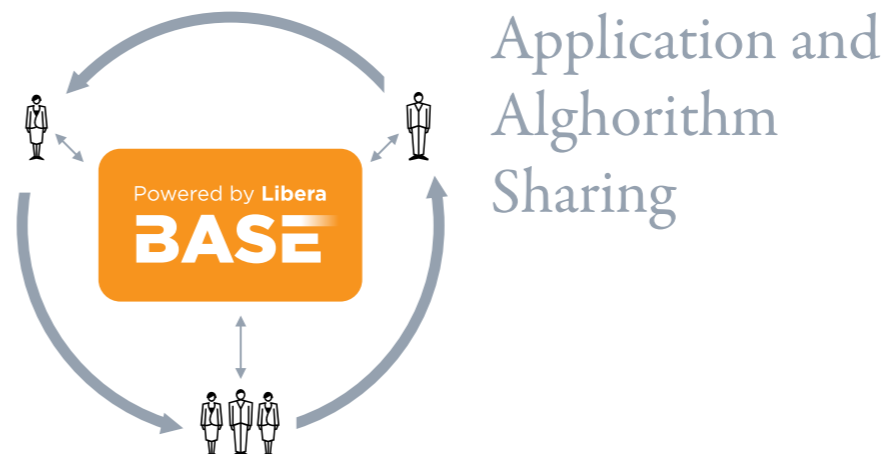 Application and
Alghorithm
Sharing
Powered by Libera
BASE